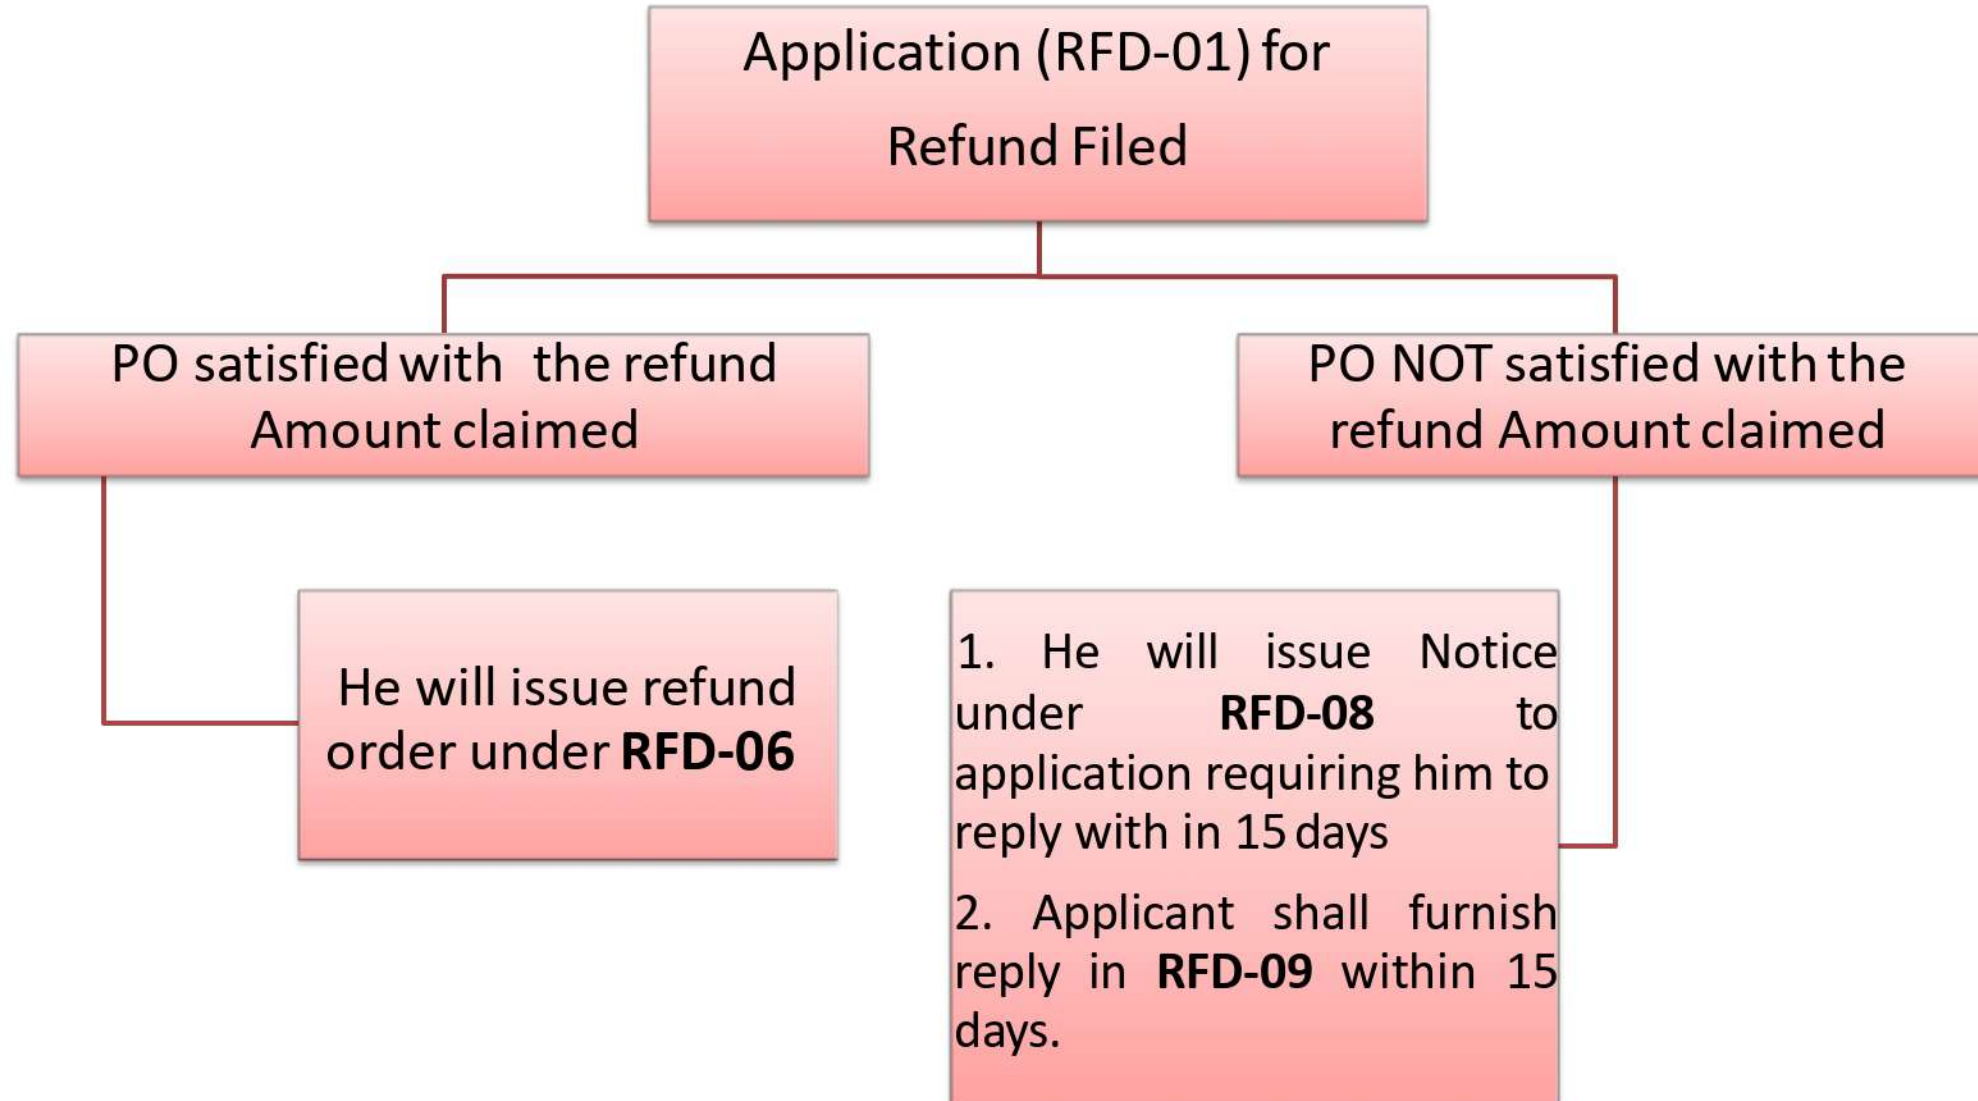 Application (RFD-01) for
Refund Filed
PO satisfied with the refund
Amount claimed
PO NOT satisfied with the
refund Amount claimed
He will issue refund
order under RFD-06
1. He will issue Notice
under RFD-08 to
application requiring him to
reply with in 15 days
2. Applicant shall furnish
reply in RFD-09 within 15
days.